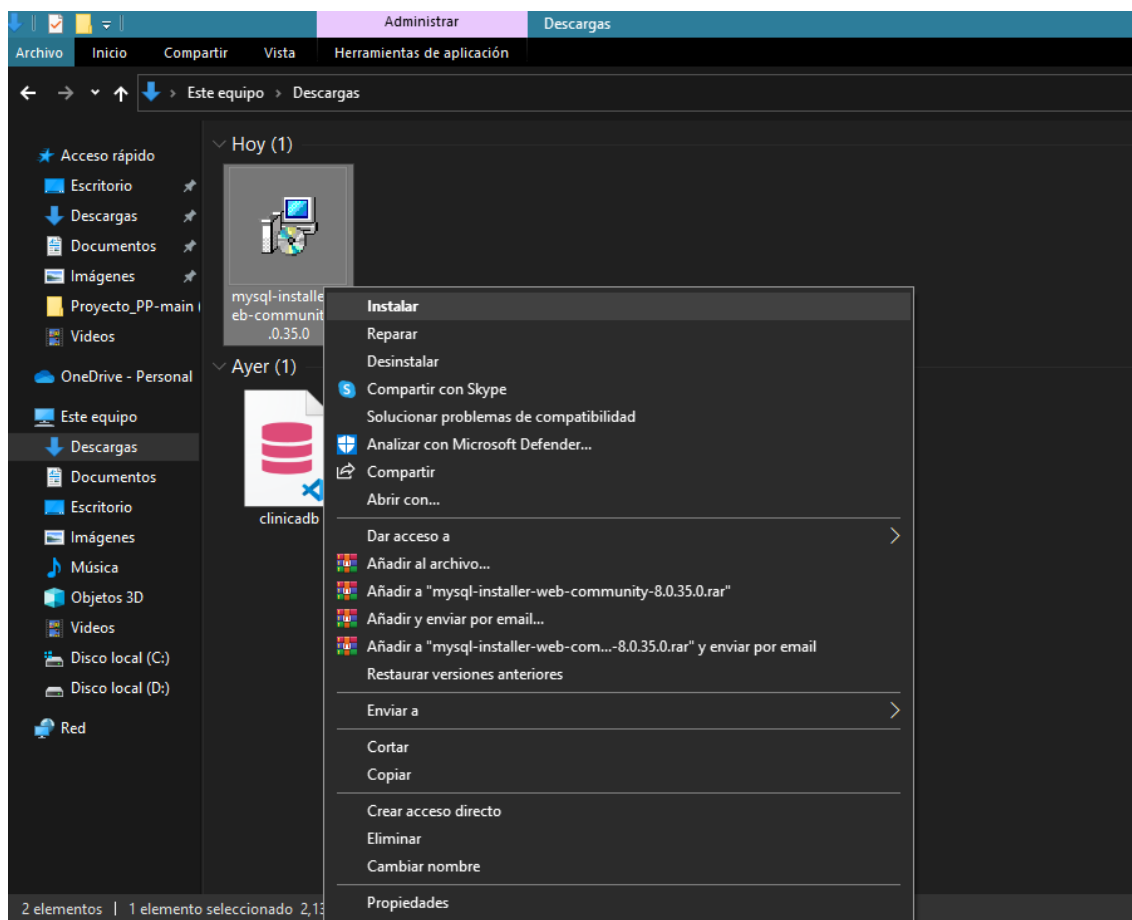 Administrar
Descargas
Archivo
Inicio
Compartir
Vista
Herramientas de aplicación
Este equipo
Descargas
Acceso rápido
Escritorio
Descargas
Documentos
Imágenes
Proyecto_PP-main (
Videos
OneDrive - Personal
Este equipo
Descargas
Documentos
Escritorio
Imágenes
Música
Objetos 3D
Videos
Disco local (C:)
Disco local (D:)
Red
Hoy (1)
mysql-installe
eb-communit
.0.35.0
Ayer (1)
clinicadb
Instalar
Reparar
Desinstalar
Compartir con Skype
Solucionar problemas de compatibilidad
Analizar con Microsoft Defender...
Compartir
Abrir con...
Dar acceso a
Añadir al archivo...
Añadir a "mysql-installer-web-community-8.0.35.0.rar"
Añadir y enviar por email...
Añadir a "mysql-installer-web-com...-8.0.35.0.rar" y enviar por email
Restaurar versiones anteriores
Enviar a
Cortar
Copiar
Crear acceso directo
Eliminar
Cambiar nombre
Propiedades
2 elementos | 1 elemento seleccionado 2,13